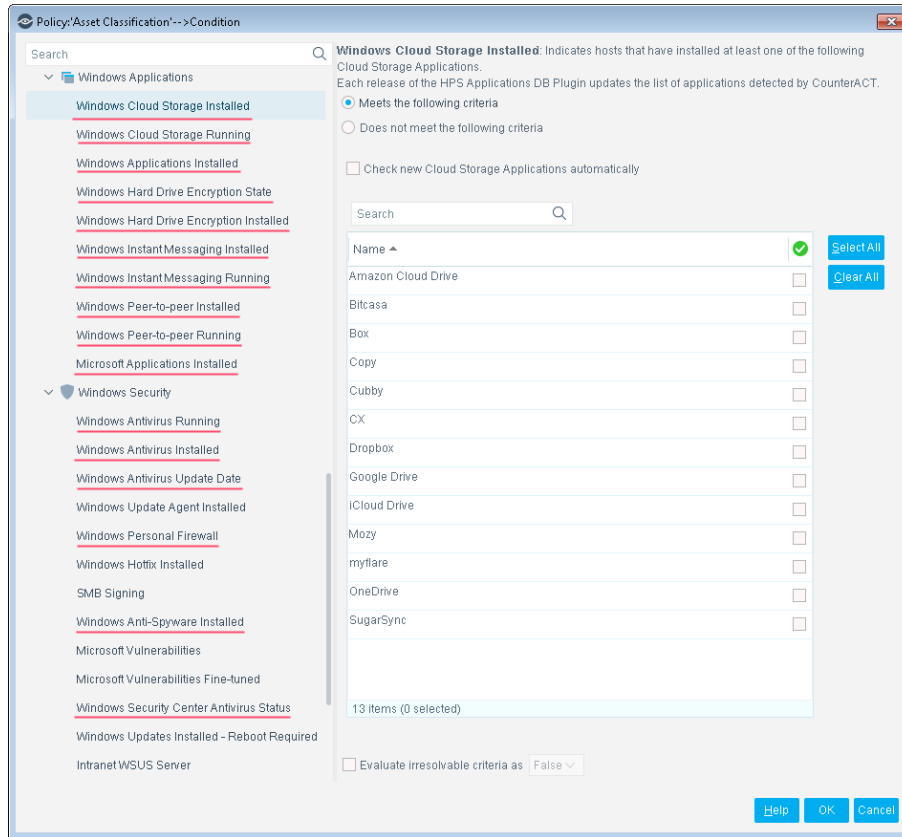 Policy:'Asset Classification'-->Condition
Search
Windows Applications
Windows Cloud Storage Installed
Windows Cloud Storage Running
Windows Applications Installed
Windows Hard Drive Encryption State
Windows Hard Drive Encryption Installed
Windows Instant Messaging Installed
Windows Instant Messaging Running
Windows Peer-to-peer Installed
Windows Peer-to-peer Running
Microsoft Applications Installed
Windows Security
Windows Antivirus Running
Windows Antivirus Installed
Windows Antivirus Update Date
Windows Update Agent Installed
Windows Personal Firewall
Windows Hotfix Installed
SMB Signing
Windows Anti-Spyware Installed
Microsoft Vulnerabilities
Microsoft Vulnerabilities Fine-tuned
Windows Security Center Antivirus Status
Windows Updates Installed - Reboot Required
Intranet WSUS Server
Windows Cloud Storage Installed: Indicates hosts that have installed at least one of the following
Cloud Storage Applications.
Each release of the HPS Applications DB Plugin updates the list of applications detected by CounterACT.
Meets the following criteria
Does not meet the following criteria
Check new Cloud Storage Applications automatically
Search
Name
Select All
Clear All
Amazon Cloud Drive
Bitcasa
Box
Copy
Cubby
CX
Dropbox
Google Drive
iCloud Drive
Mozy
myflare
OneDrive
SugarSync
13 items (0 selected)
Evaluate irresolvable criteria as False
Help OK Cancel